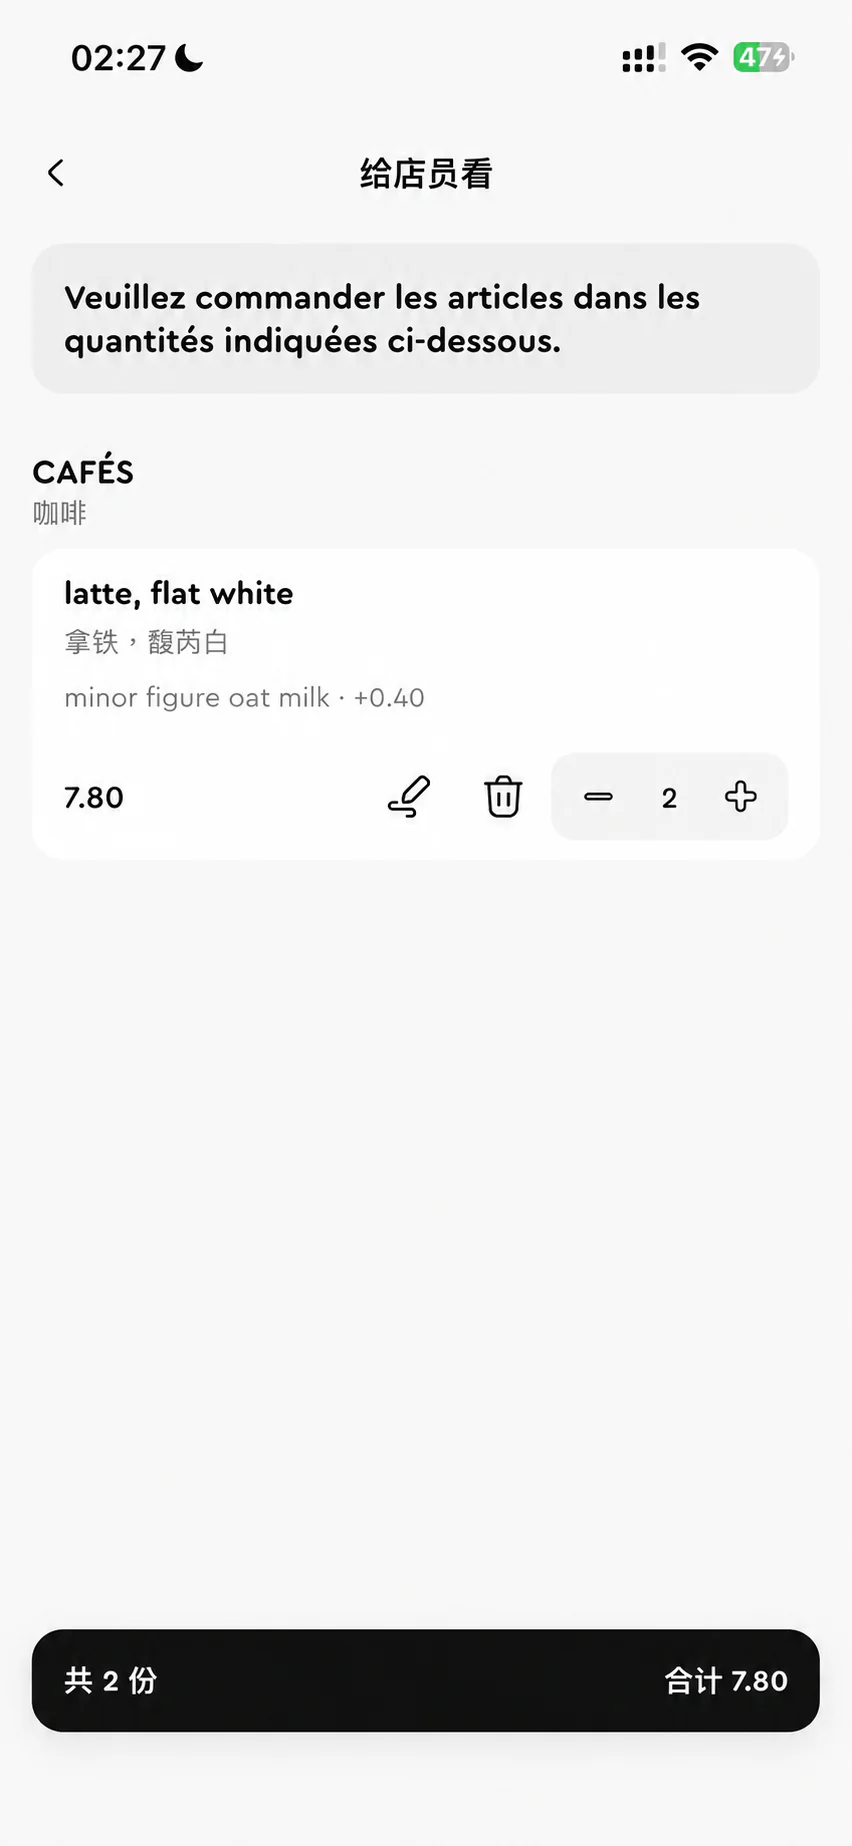 02:27
47
给店员看
Veuillez commander les articles dans les
quantités indiquées ci-dessous.
CAFÉS
咖啡
latte, flat white
拿铁，馥芮白
minor figure oat milk · +0.40
7.80
2
共 2 份
合计 7.80